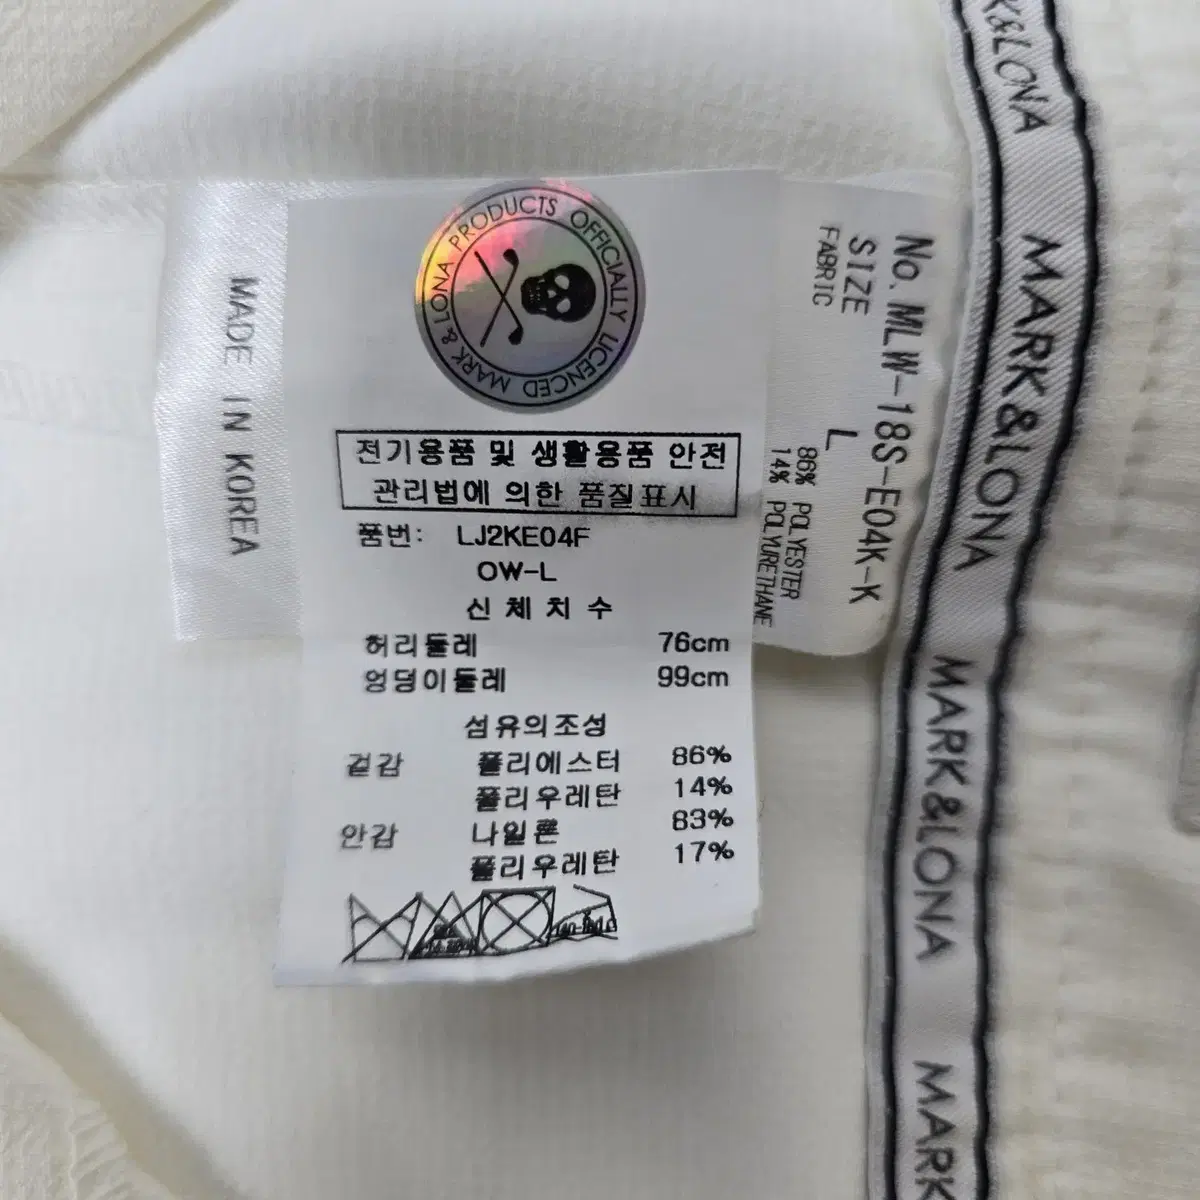 MARK & LONA PRODUCTS OFFICIALLY LICENCED
전기용품 및 생활용품 안전
관리법에 의한 품질표시
품번: LJ2KE04F
OW-L
신 체 치 수
허리둘레 76cm
엉덩이둘레 99cm
섬유의조성
겉감 폴리에스터 86%
폴리우레탄 14%
안감 나일론 83%
폴리우레탄 17%
MADE IN KOREA
No. MLW-18S-E04K-K
SIZE L
FABRIC 86% POLYESTER
14% POLYURETHANE
K&LONA
MARK&LONA
MARK&LONA
MARK